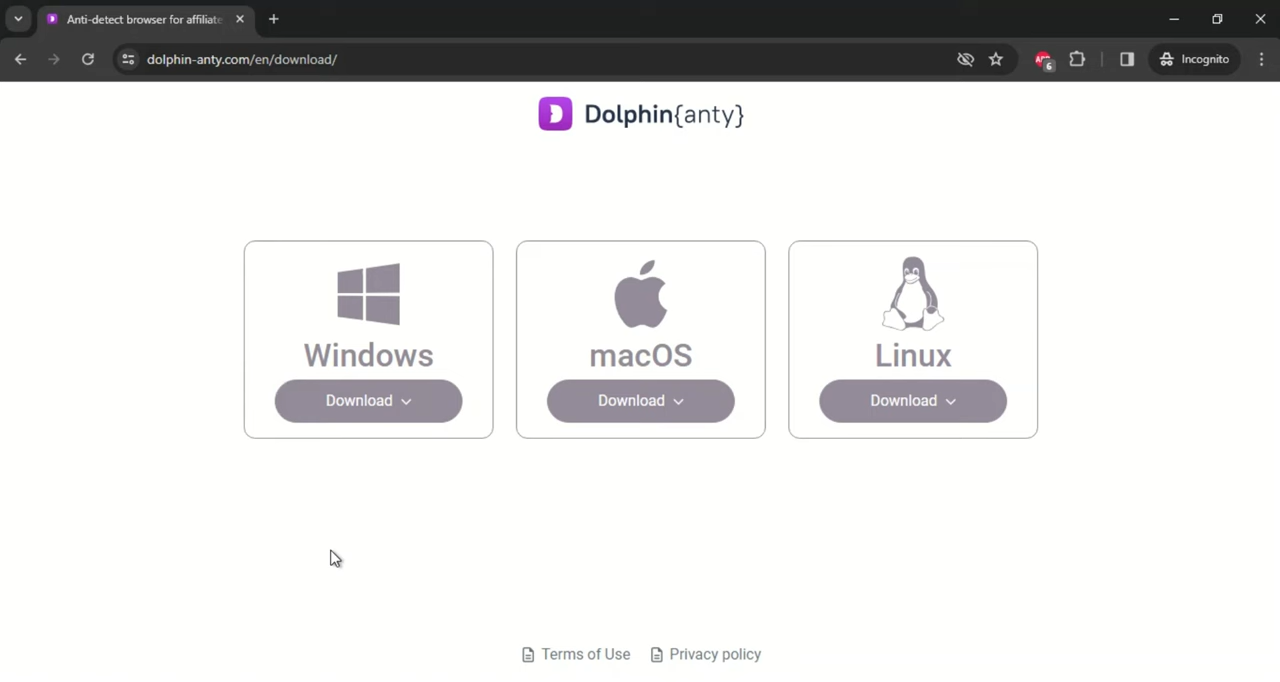 Anti-detect browser for affiliate
dolphin-anty.com/en/download/
6
Incognito
Dolphin{anty}
Windows
macOS
Linux
Download
Download
Download
Terms of Use
Privacy policy